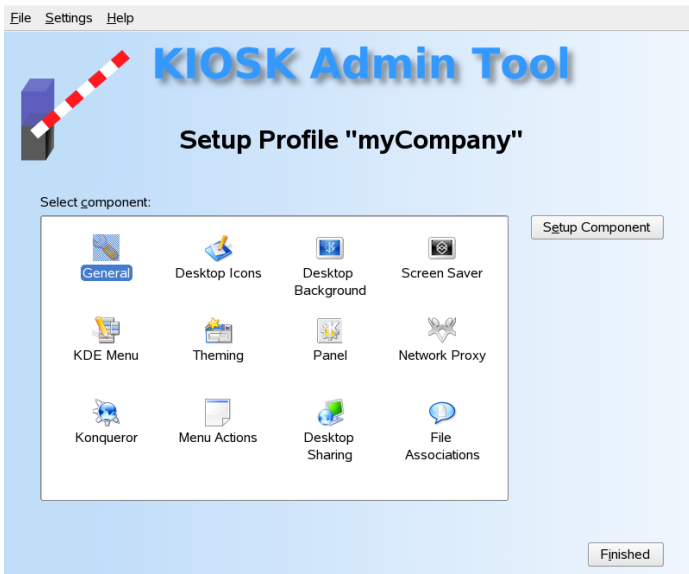 File Settings Help
KIOSK Admin Tool
Setup Profile "myCompany"
Select component:
Setup Component
General Desktop Icons Desktop Background Screen Saver
KDE Menu Theming Panel Network Proxy
Konqueror Menu Actions Desktop Sharing File Associations
Finished